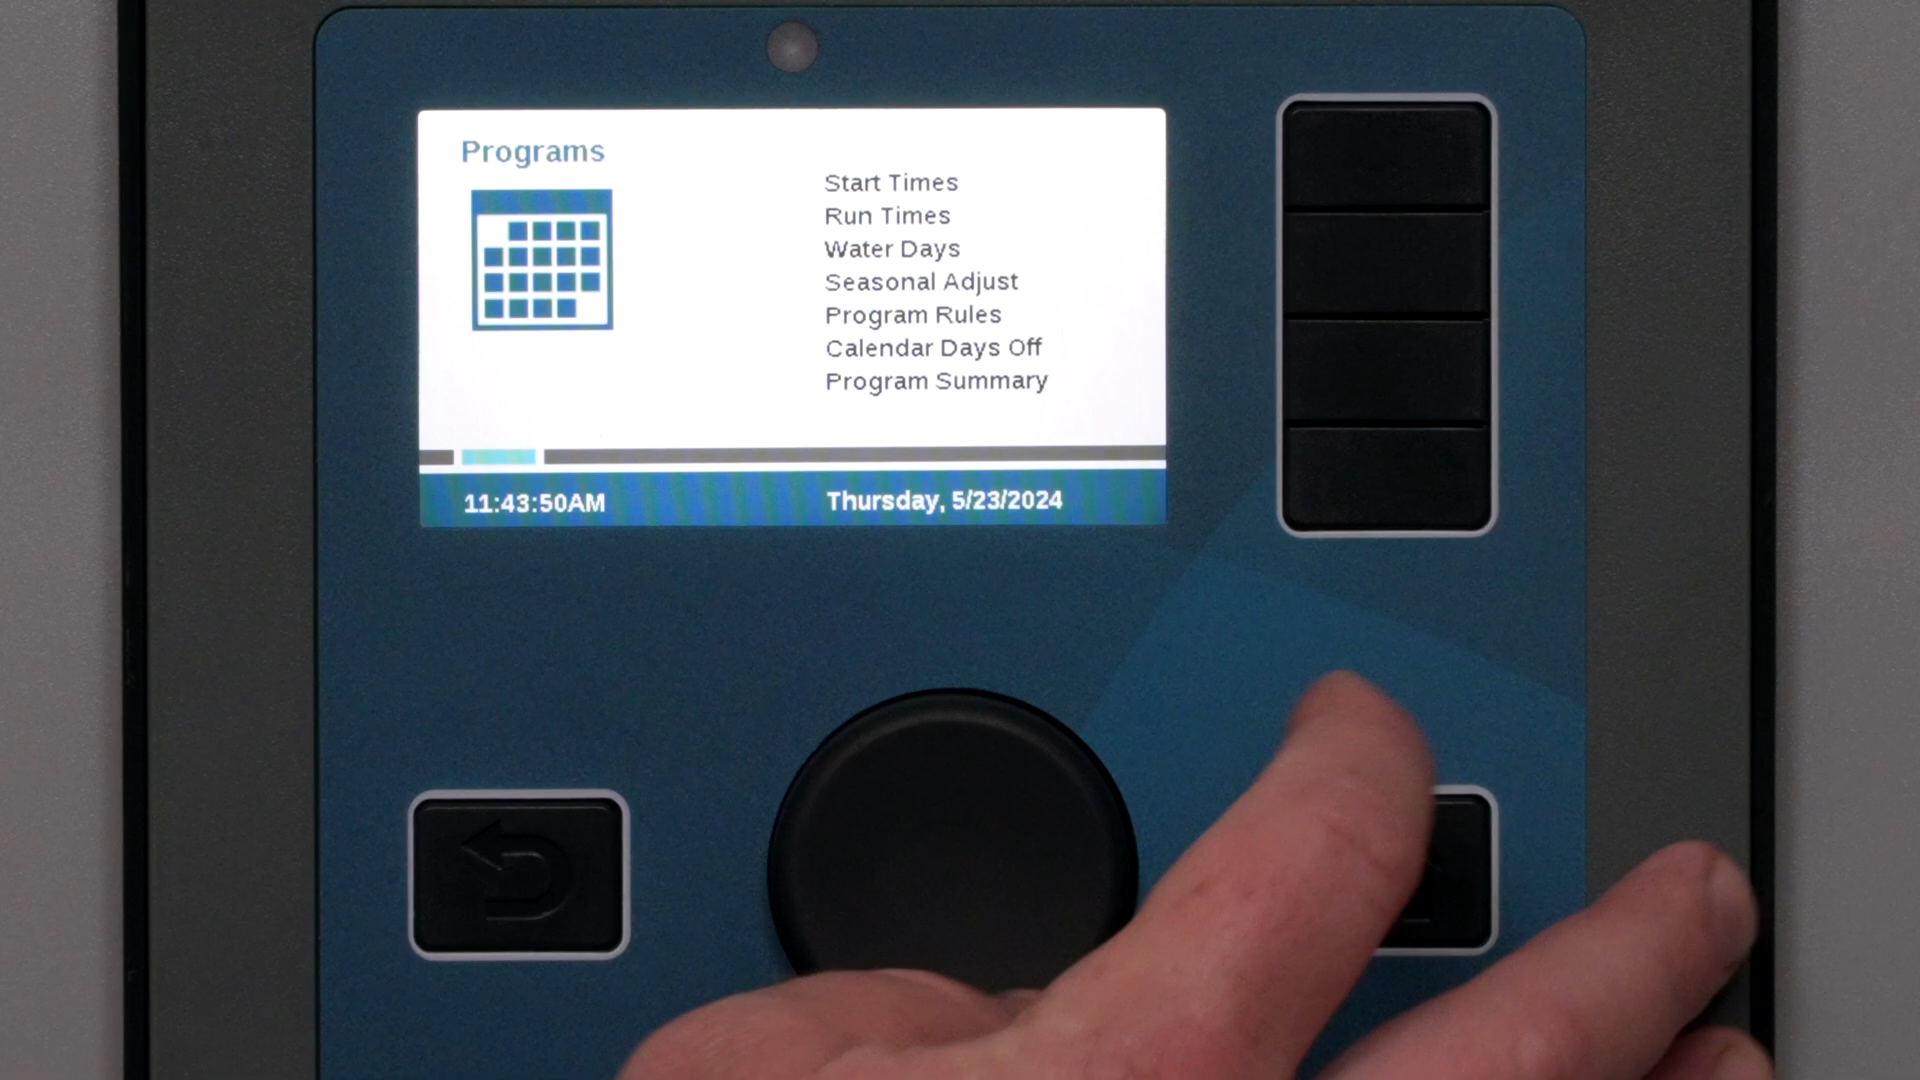 Programs
Start Times
Run Times
Water Days
Seasonal Adjust
Program Rules
Calendar Days Off
Program Summary
11:43:50AM
Thursday, 5/23/2024